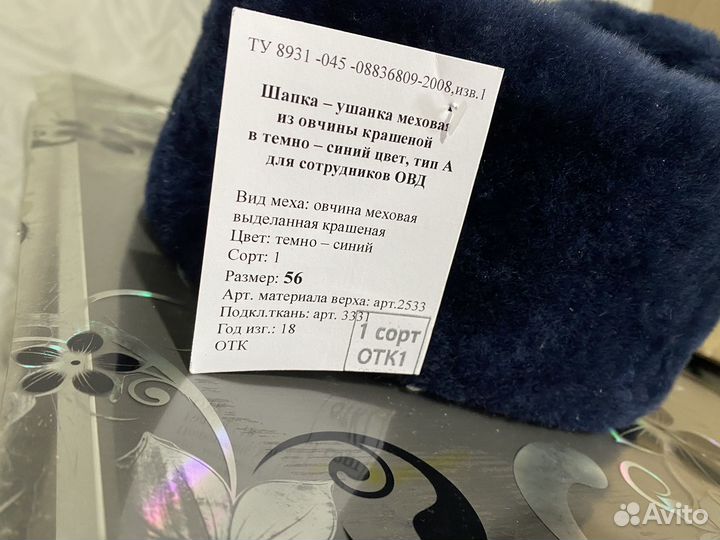 ТУ 8931 -045 -08836809-2008,изв.1
Шапка – ушанка меховая
из овчины крашеной
в темно – синий цвет, тип А
для сотрудников ОВД
Вид меха: овчина меховая
выделанная крашеная
Цвет: темно – синий
Сорт: 1
Размер: 56
Арт. материала верха: арт.2533
Подкл.ткань: арт. 3331
Год изг.: 18
ОТК
1 сорт
ОТК1
Avito